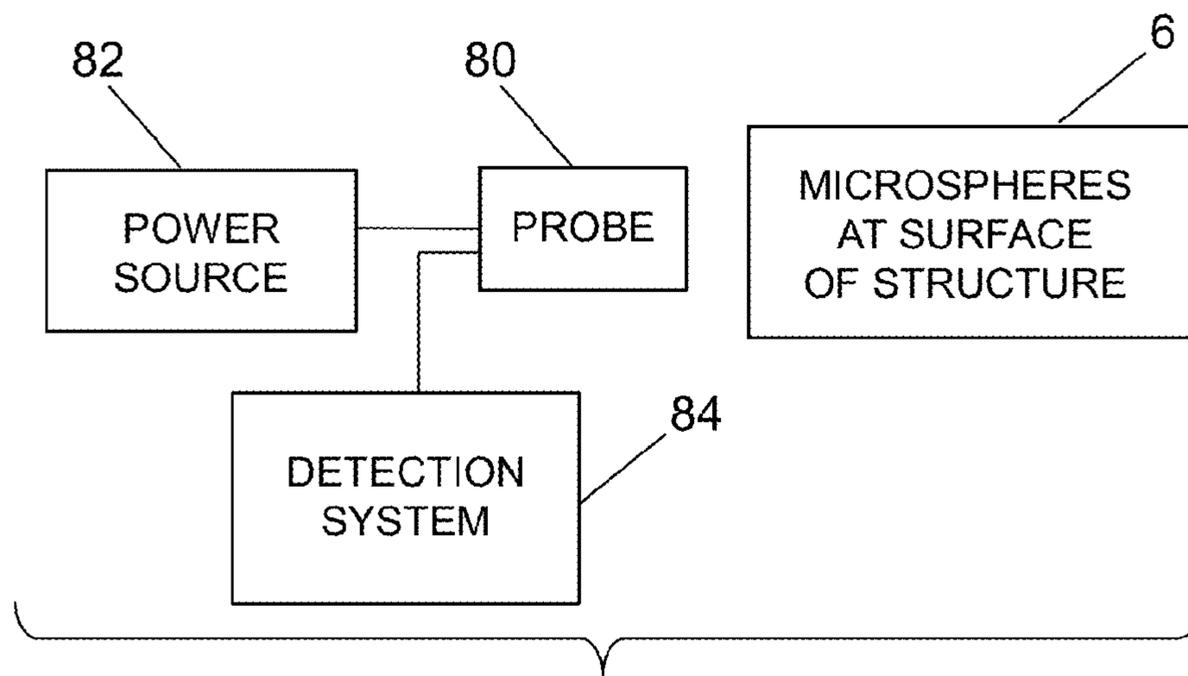 82
80
6
POWER
SOURCE
PROBE
MICROSPHERES
AT SURFACE
OF STRUCTURE
84
DETECTION
SYSTEM